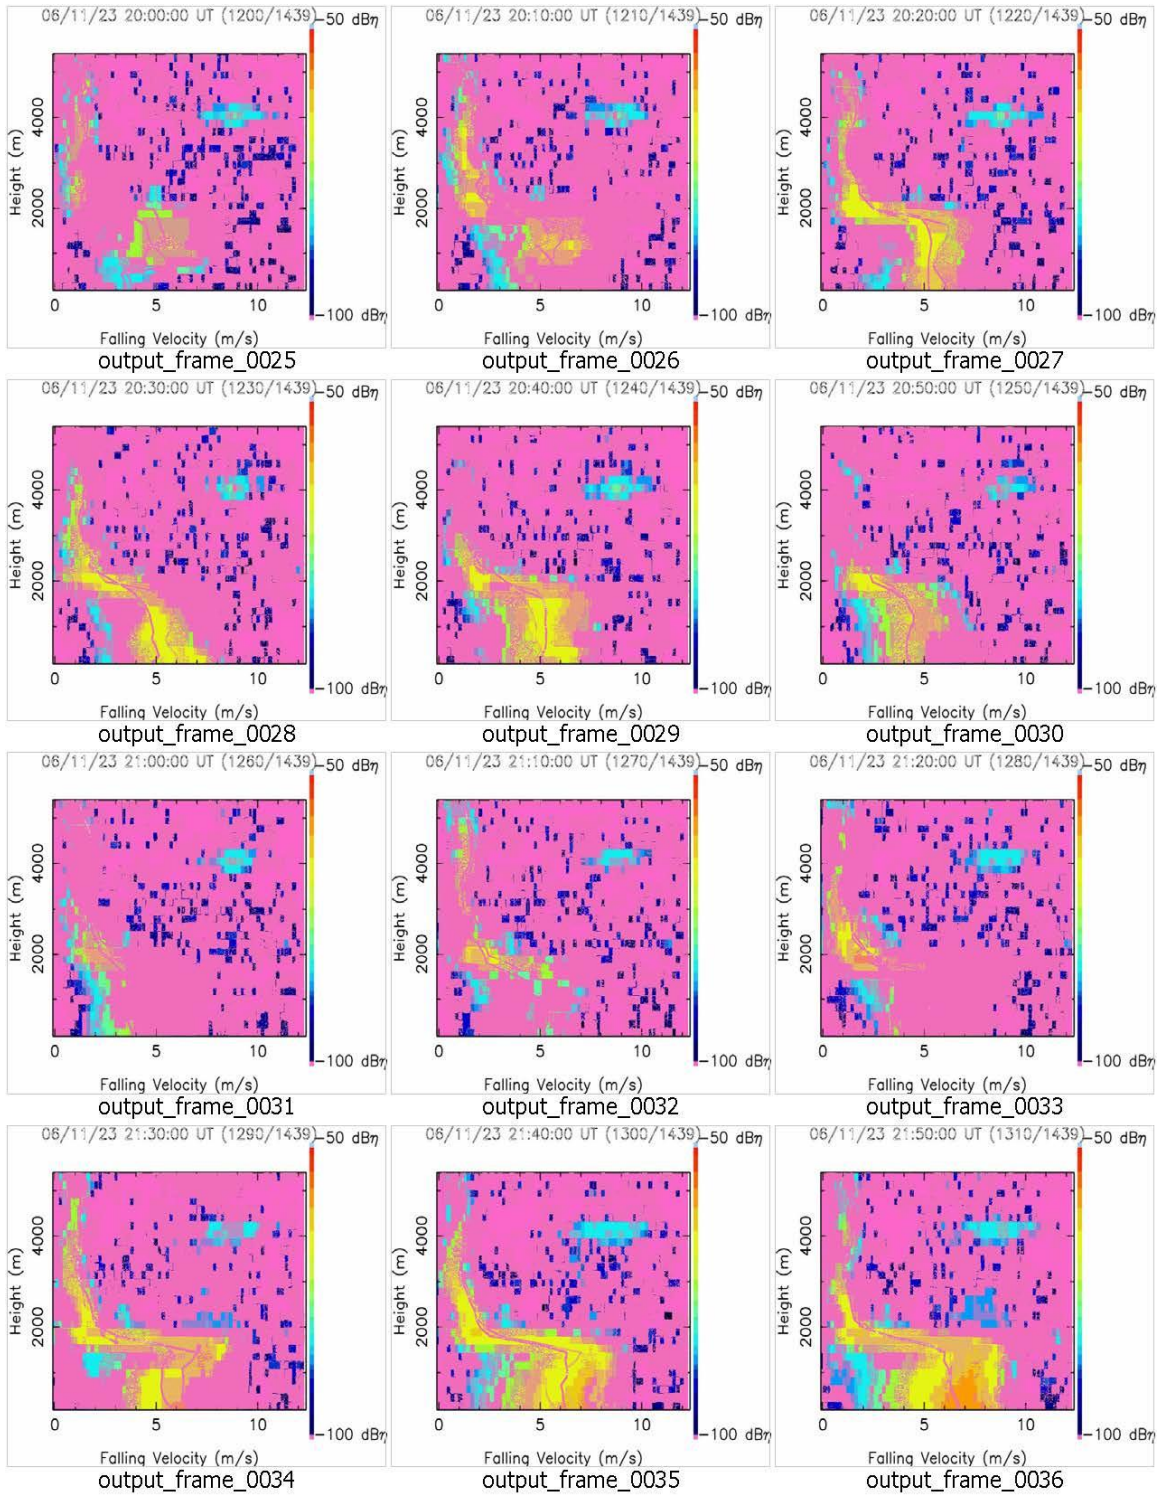 06/11/23 20:00:00 UT (1200/1439) −50 dBη
Height (m)
4000
2000
0 5 10
−100 dBη
Falling Velocity (m/s)
output_frame_0025
06/11/23 20:10:00 UT (1210/1439) −50 dBη
Height (m)
4000
2000
0 5 10
−100 dBη
Falling Velocity (m/s)
output_frame_0026
06/11/23 20:20:00 UT (1220/1439) −50 dBη
Height (m)
4000
2000
0 5 10
−100 dBη
Falling Velocity (m/s)
output_frame_0027
06/11/23 20:30:00 UT (1230/1439) −50 dBη
Height (m)
4000
2000
0 5 10
−100 dBη
Falling Velocity (m/s)
output_frame_0028
06/11/23 20:40:00 UT (1240/1439) −50 dBη
Height (m)
4000
2000
0 5 10
−100 dBη
Falling Velocity (m/s)
output_frame_0029
06/11/23 20:50:00 UT (1250/1439) −50 dBη
Height (m)
4000
2000
0 5 10
−100 dBη
Falling Velocity (m/s)
output_frame_0030
06/11/23 21:00:00 UT (1260/1439) −50 dBη
Height (m)
4000
2000
0 5 10
−100 dBη
Falling Velocity (m/s)
output_frame_0031
06/11/23 21:10:00 UT (1270/1439) −50 dBη
Height (m)
4000
2000
0 5 10
−100 dBη
Falling Velocity (m/s)
output_frame_0032
06/11/23 21:20:00 UT (1280/1439) −50 dBη
Height (m)
4000
2000
0 5 10
−100 dBη
Falling Velocity (m/s)
output_frame_0033
06/11/23 21:30:00 UT (1290/1439) −50 dBη
Height (m)
4000
2000
0 5 10
−100 dBη
Falling Velocity (m/s)
output_frame_0034
06/11/23 21:40:00 UT (1300/1439) −50 dBη
Height (m)
4000
2000
0 5 10
−100 dBη
Falling Velocity (m/s)
output_frame_0035
06/11/23 21:50:00 UT (1310/1439) −50 dBη
Height (m)
4000
2000
0 5 10
−100 dBη
Falling Velocity (m/s)
output_frame_0036